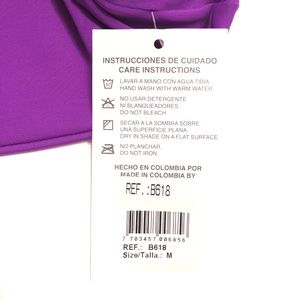 INSTRUCCIONES DE CUIDADO
CARE INSTRUCTIONS
LAVAR A MANO CON AGUA TIBIA
HAND WASH WITH WARM WATER
NO USAR DETERGENTE
NI BLANQUEADORES.
DO NOT BLEACH
SECAR A LA SOMBRA SOBRE
UNA SUPERFICIE PLANA
DRY IN SHADE ON A FLAT SURFACE.
NO PLANCHAR.
DO NOT IRON.
HECHO EN COLOMBIA POR
MADE IN COLOMBIA BY
REF.:B618
7 703457 006856
REF.: B618
Size/Talla.: M